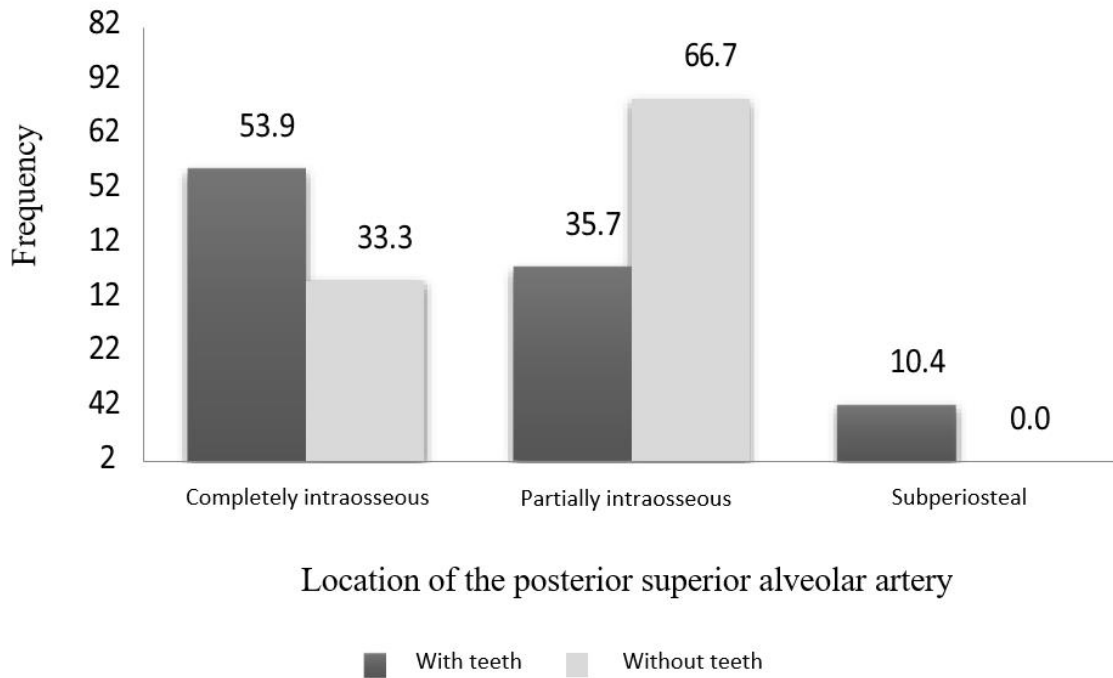 82
92
62
52
12
12
22
42
2
Frequency
53.9
33.3
35.7
66.7
10.4
0.0
Completely intraosseous
Partially intraosseous
Subperiosteal
Location of the posterior superior alveolar artery
With teeth
Without teeth